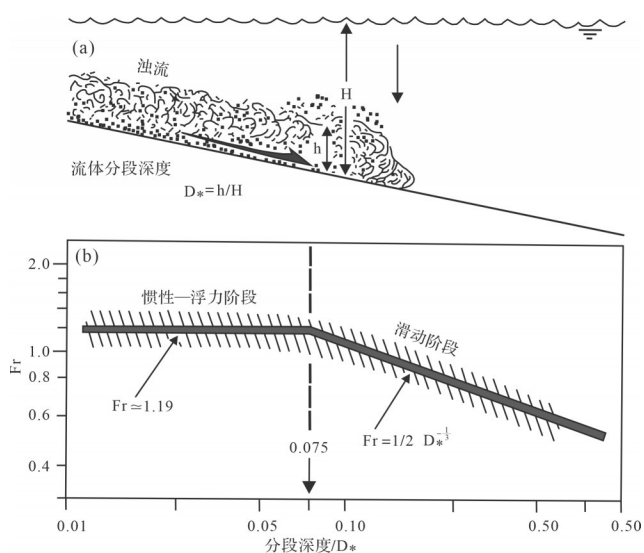 (a)
浊流
H
h
流体分段深度
D*=h/H
(b)
2.0
惯性—浮力阶段
滑动阶段
Fr
1.0
0.8
Fr≃1.19
0.6
0.075
Fr=1/2 D*^-1/3
0.4
0.01 0.05 0.10 0.50 0.50
分段深度/D*